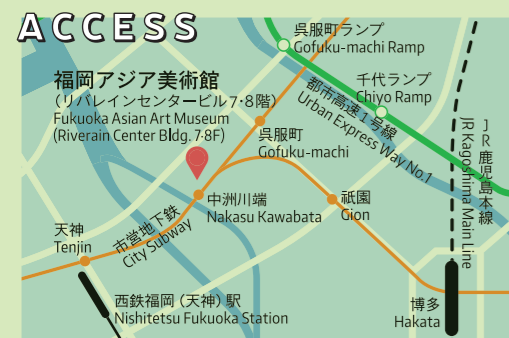 ACCESS
呉服町ランプ
Gofuku-machi Ramp
福岡アジア美術館
(リバレインセンタービル7・8階)
Fukuoka Asian Art Museum
(Riverain Center Bldg. 7・8F)
千代ランプ
Chiyo Ramp
都市高速1号線
Urban Express Way No.1
呉服町
Gofuku-machi
JR鹿児島本線
JR Kagoshima Main Line
中洲川端
Nakasu Kawabata
祇園
Gion
天神
Tenjin
市営地下鉄
City Subway
西鉄福岡(天神)駅
Nishitetsu Fukuoka Station
博多
Hakata